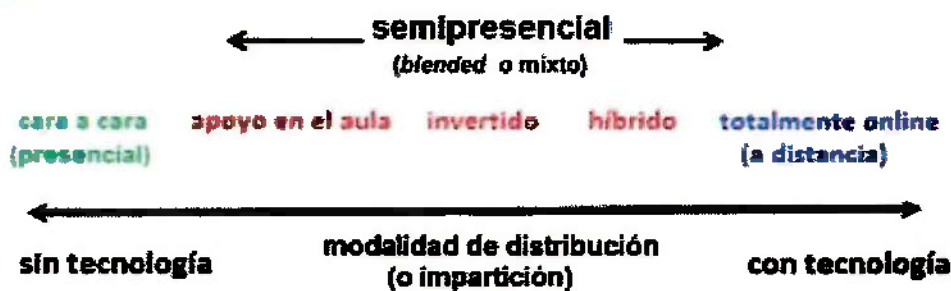 semipresencial
(blended o mixto)
cara a cara apoyo en el aula invertido híbrido totalmente online
(presencial) (a distancia)
modalidad de distribución
sin tecnología (o impartición) con tecnología